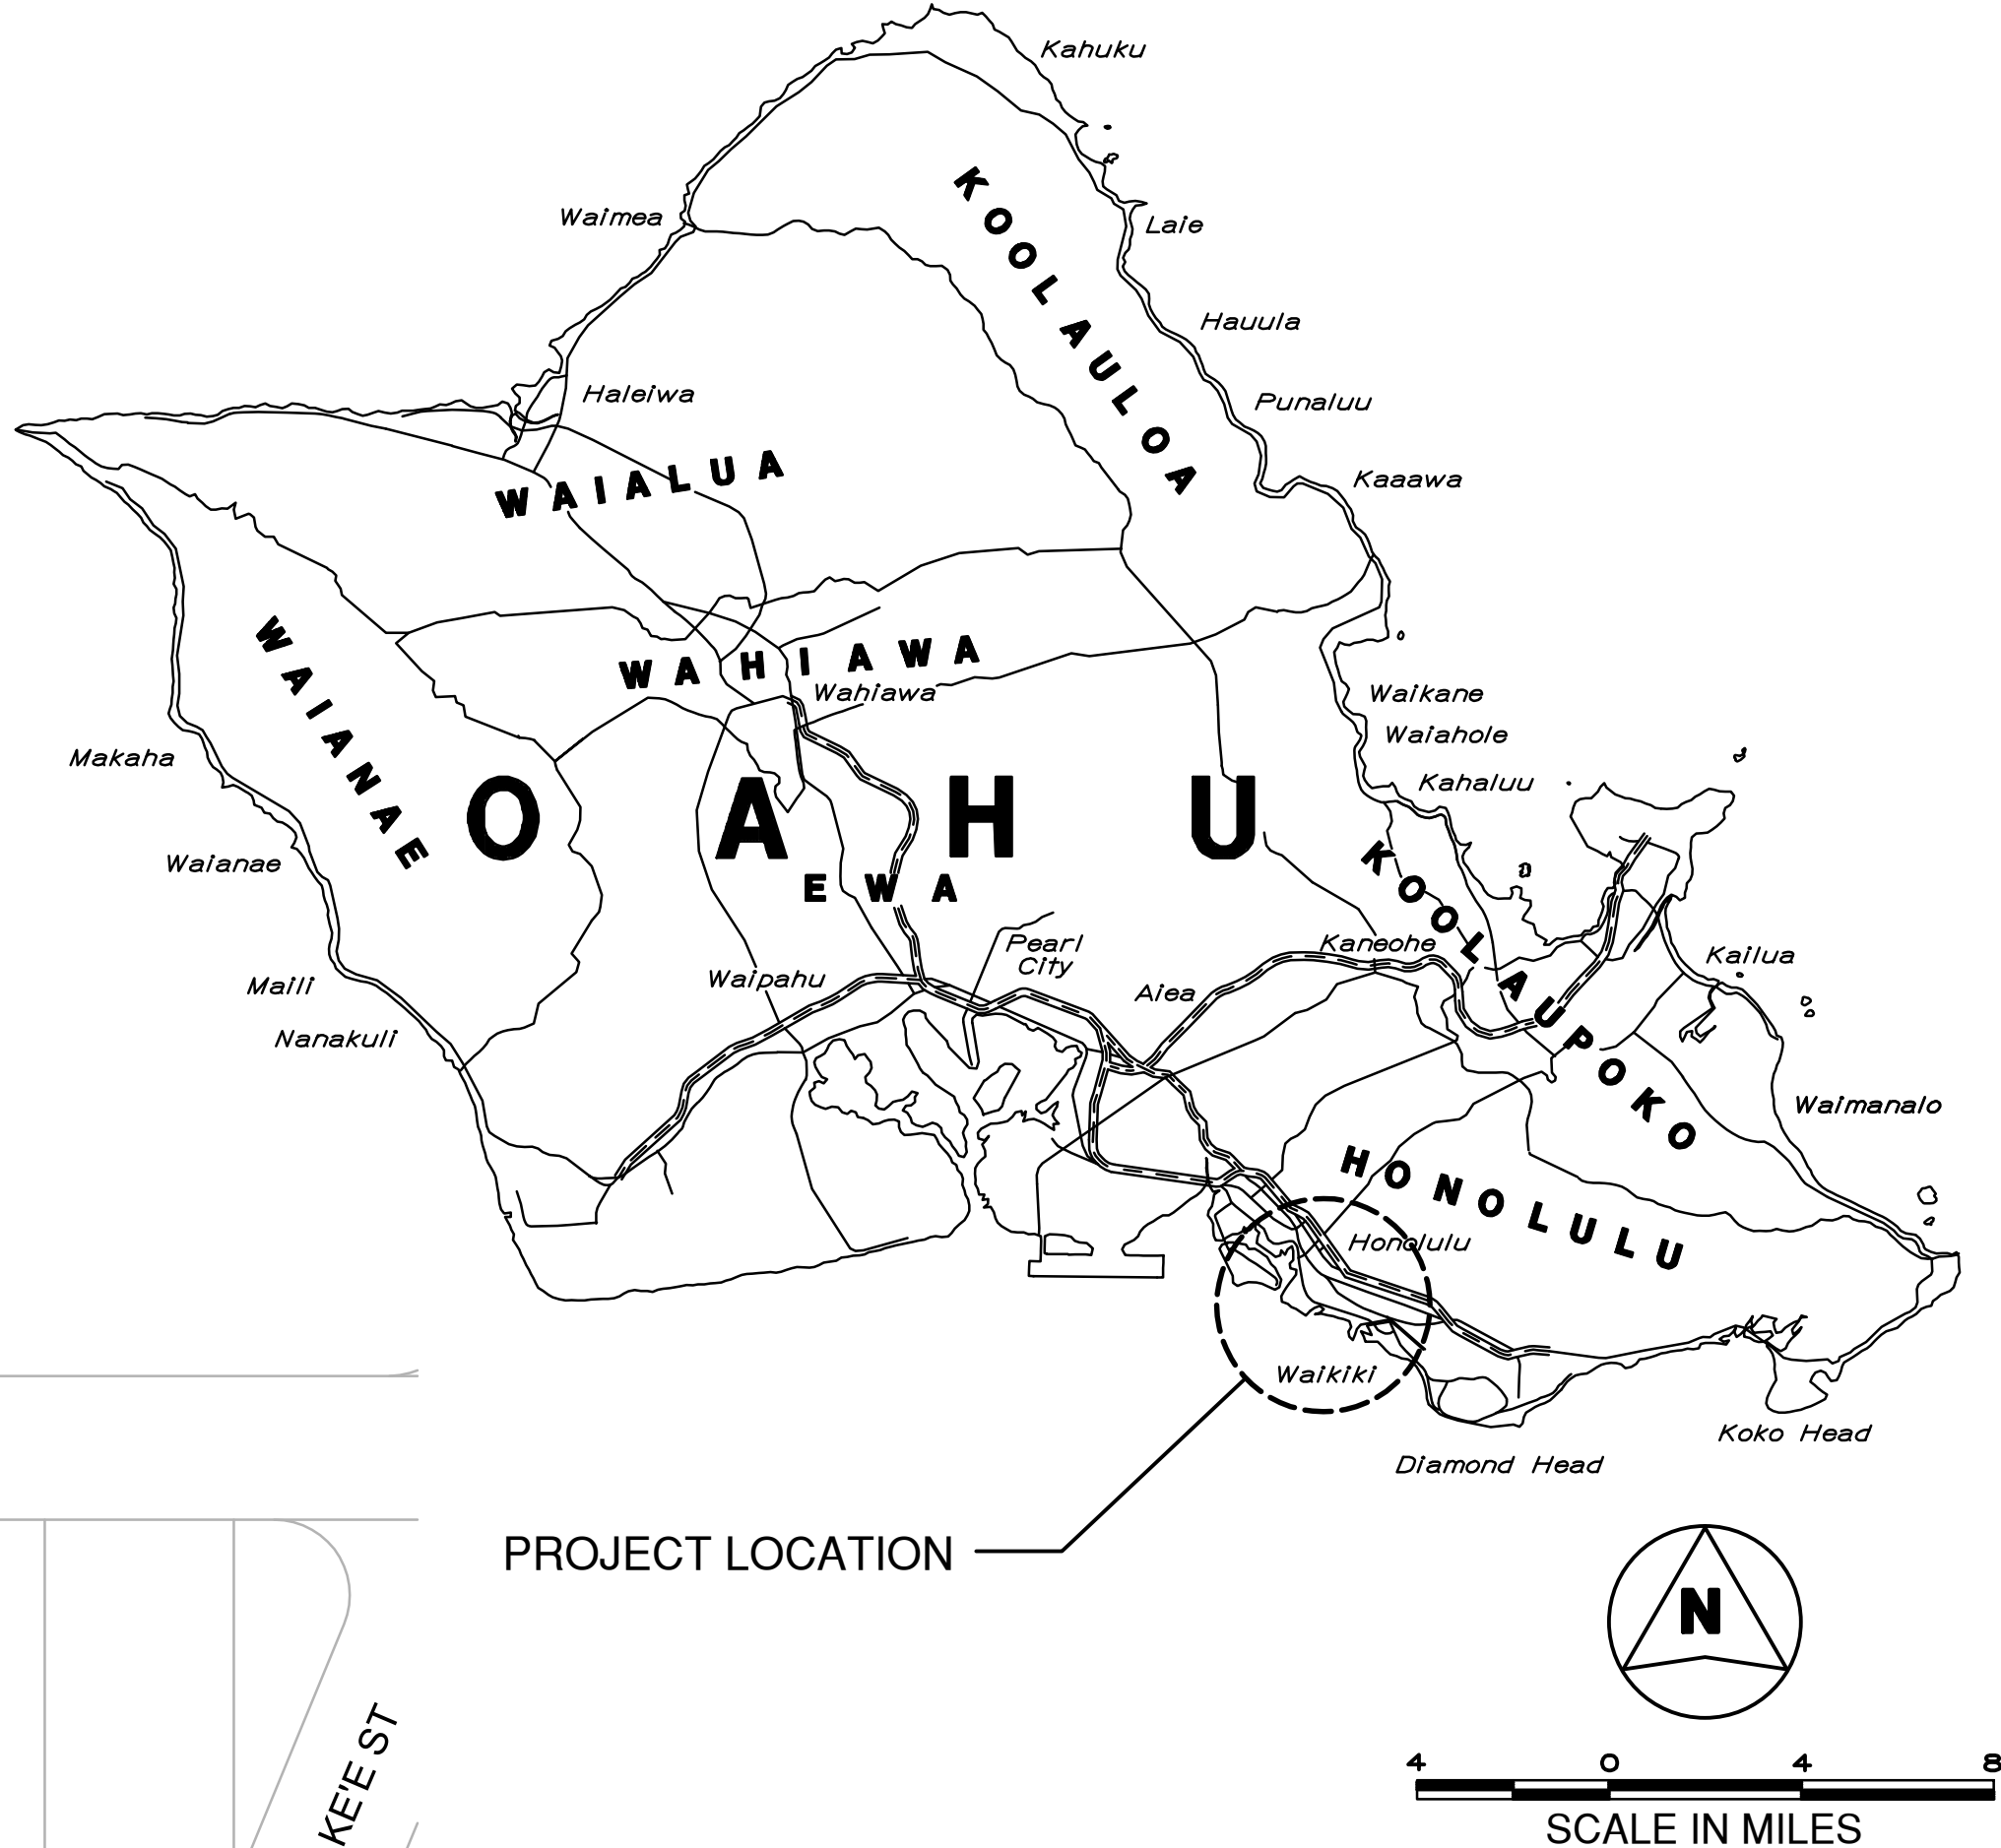 Kahuku
KOOLAULOA
Waimea
Laie
Hauula
Haleiwa
Punaluu
WAIALUA
Kaaawa
WAIANAE
WAHIAWA
Wahiawa
Waikane
Waiahole
Makaha
Kahaluu
OAHU
Waianae
EWA
KOOLAUPOKO
Pearl
City
Kaneohe
Kailua
Waipahu
Maili
Aiea
Nanakuli
Waimanalo
HONOLULU
Honolulu
Waikiki
Koko Head
Diamond Head
PROJECT LOCATION
N
KE'E ST
4 0 4 8
SCALE IN MILES